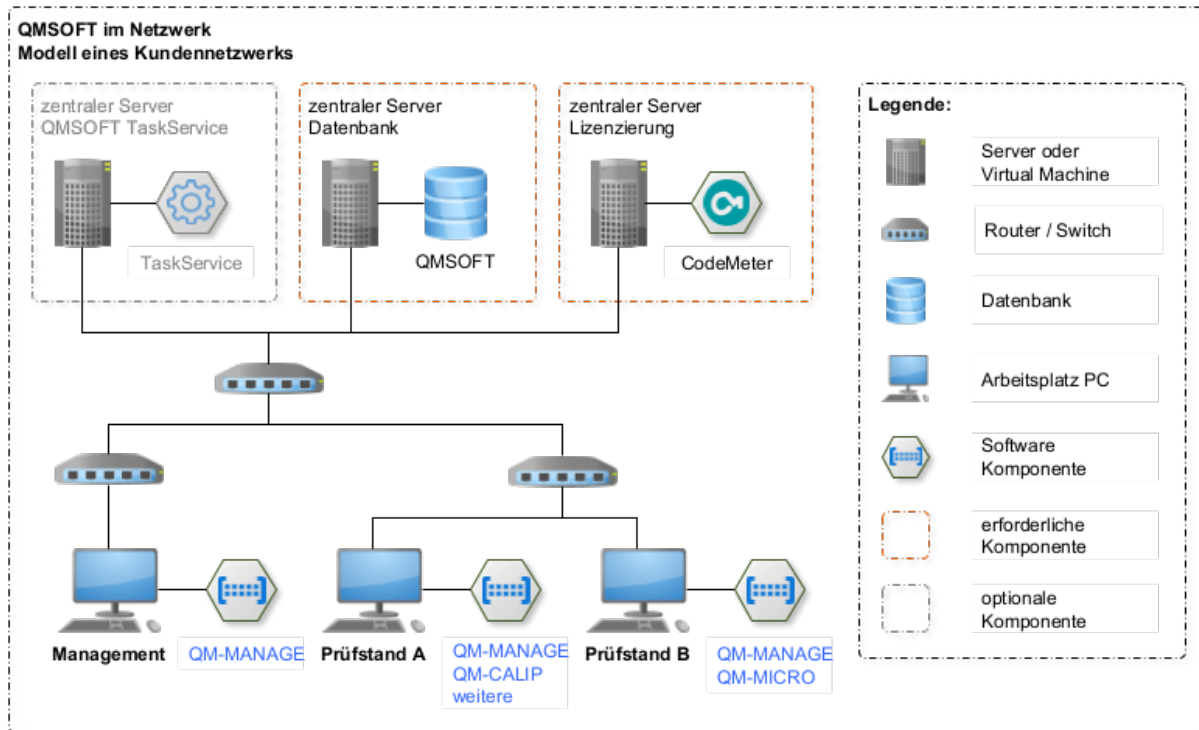 QMSOFT im Netzwerk
Modell eines Kundennetzwerks
zentraler Server
QMSOFT TaskService
TaskService
zentraler Server
Datenbank
QMSOFT
zentraler Server
Lizenzierung
CodeMeter
Management
QM-MANAGE
Prüfstand A
QM-MANAGE
QM-CALIP
weitere
Prüfstand B
QM-MANAGE
QM-MICRO
Legende:
Server oder
Virtual Machine
Router / Switch
Datenbank
Arbeitsplatz PC
Software
Komponente
erforderliche
Komponente
optionale
Komponente